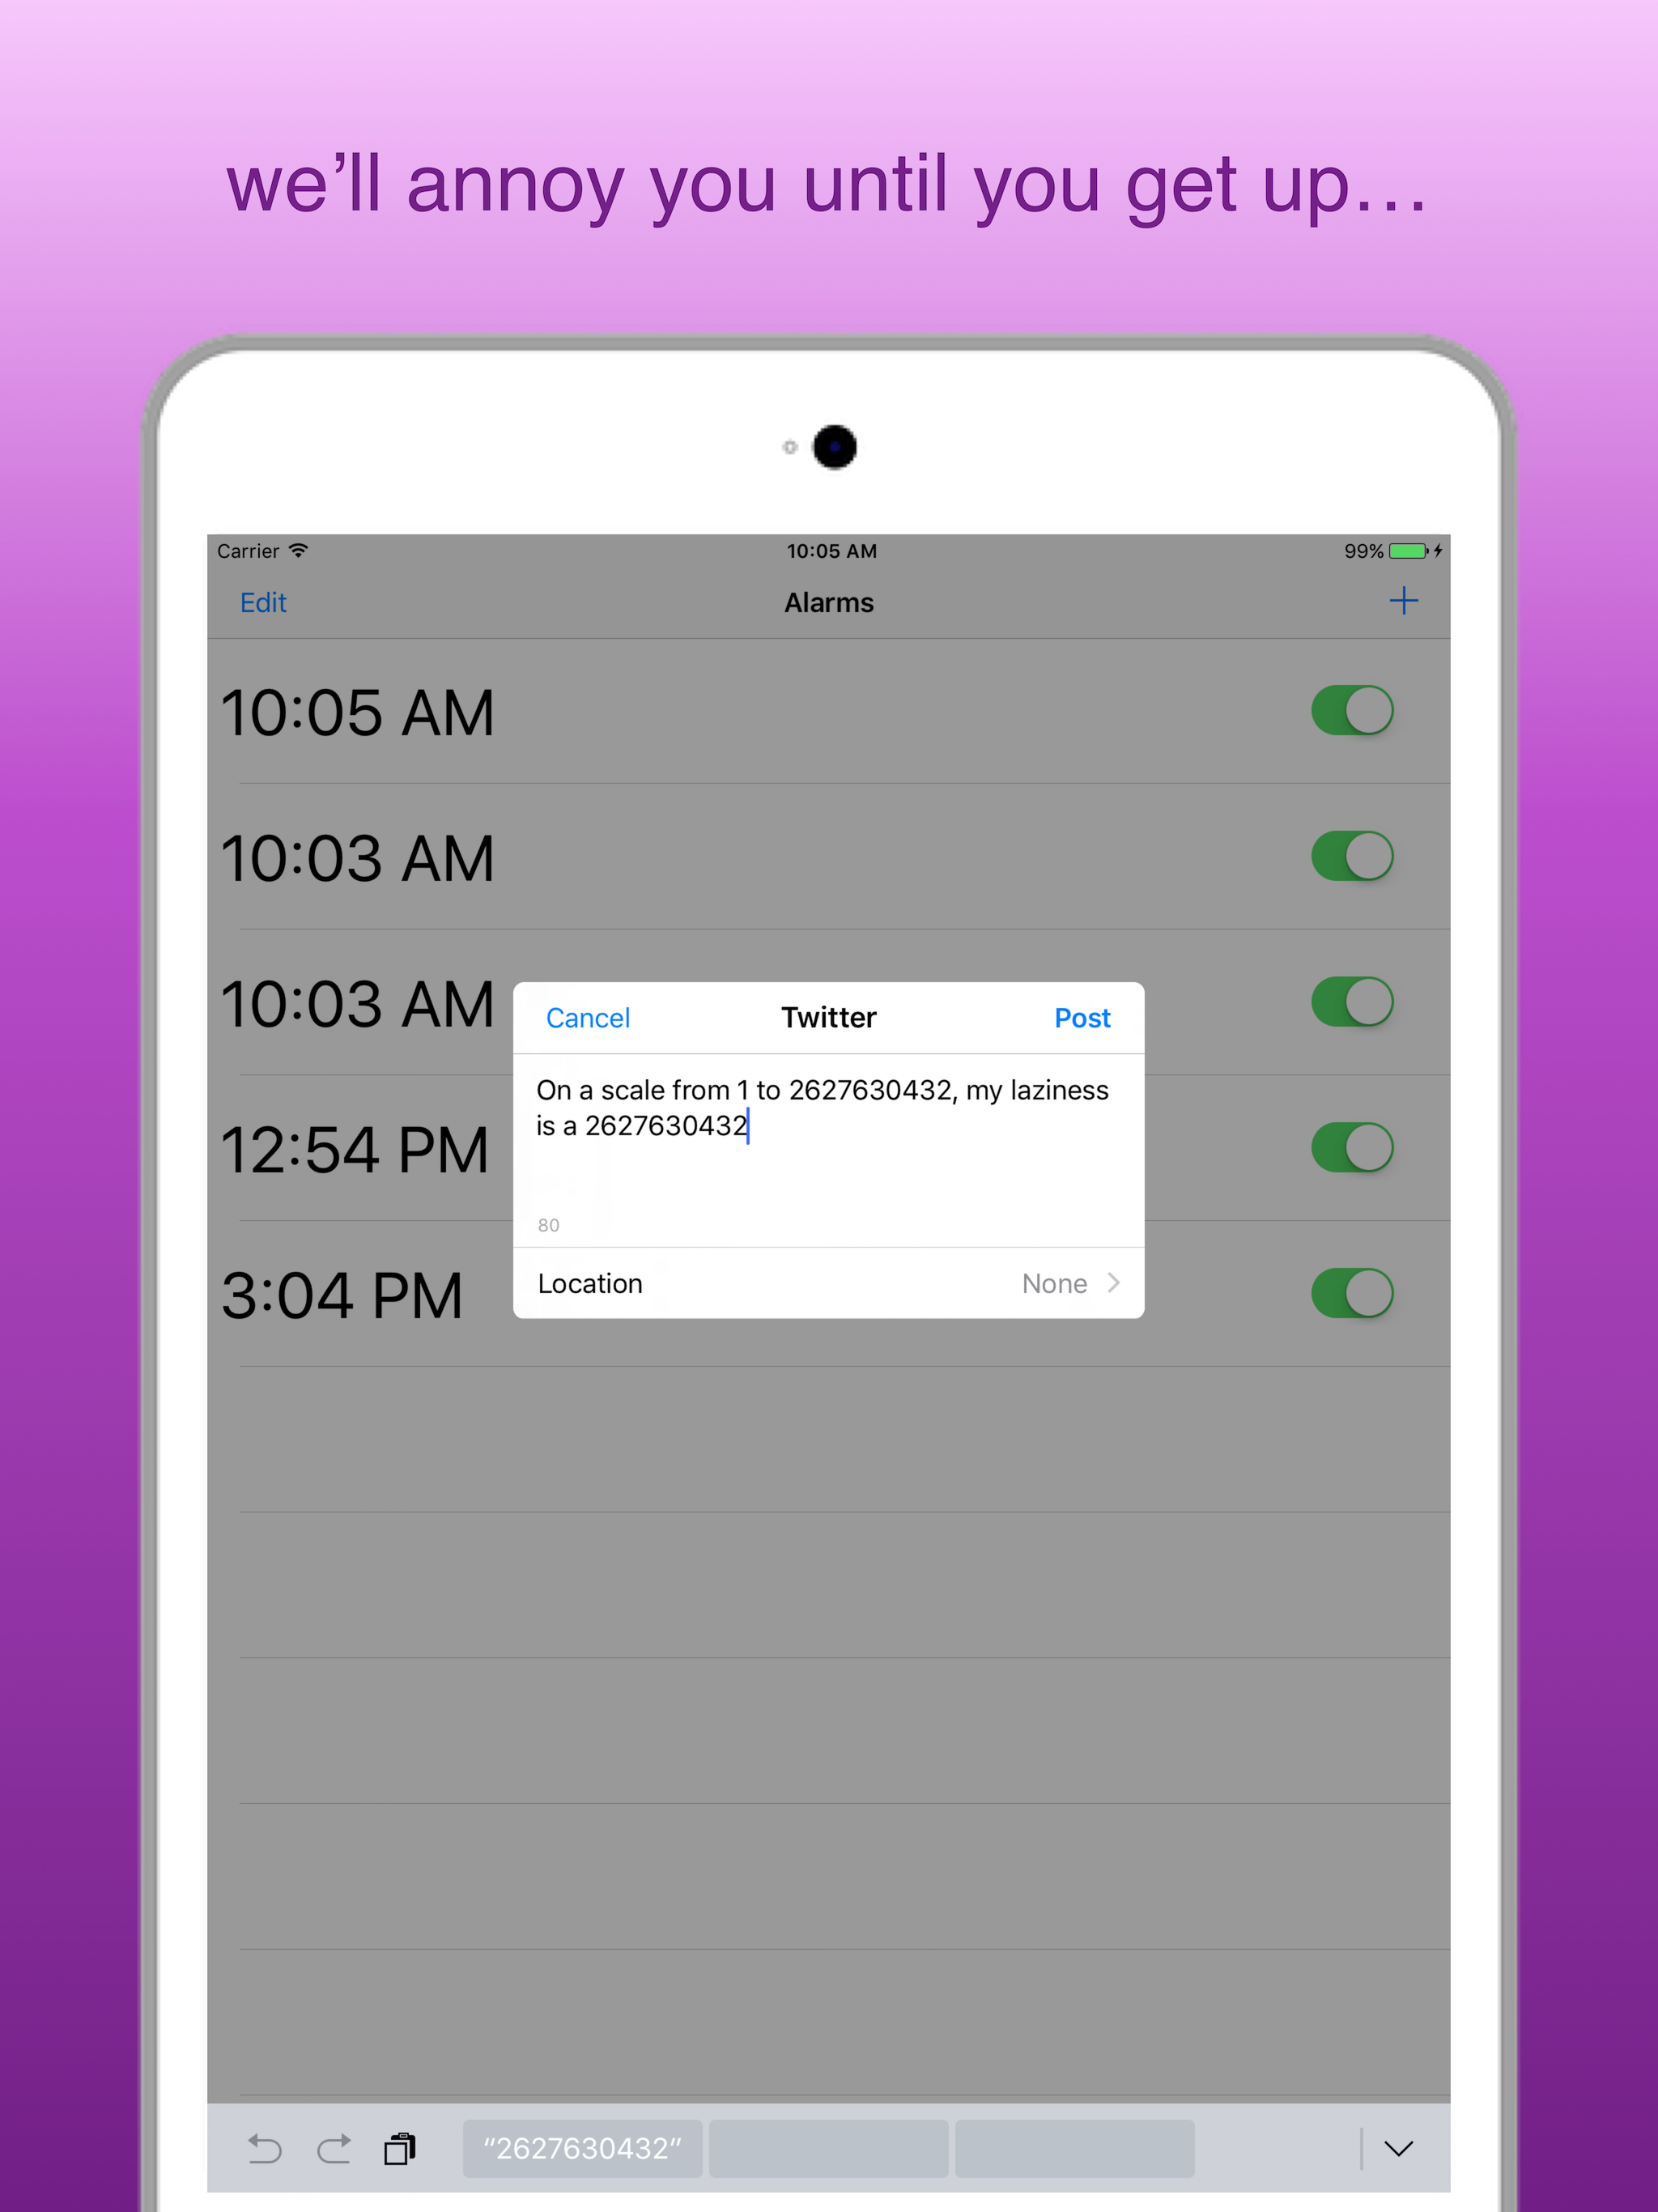 we’ll annoy you until you get up...
Carrier 10:05 AM 99%
Edit Alarms
10:05 AM
10:03 AM
10:03 AM
12:54 PM
3:04 PM
Cancel Twitter Post
On a scale from 1 to 2627630432, my laziness
is a 2627630432
80
Location None
“2627630432”